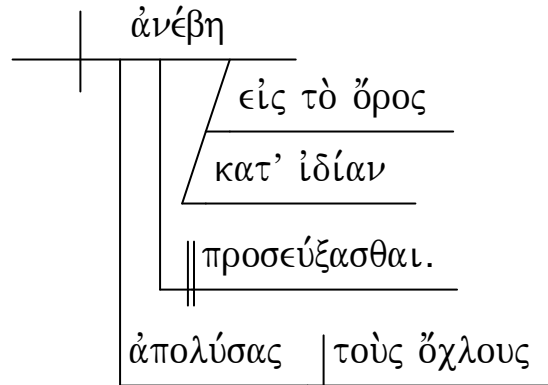 ἀνέβη
εἰς τὸ ὄρος
κατ’ ἰδίαν
προσεύξασθαι.
ἀπολύσας τοὺς ὄχλους